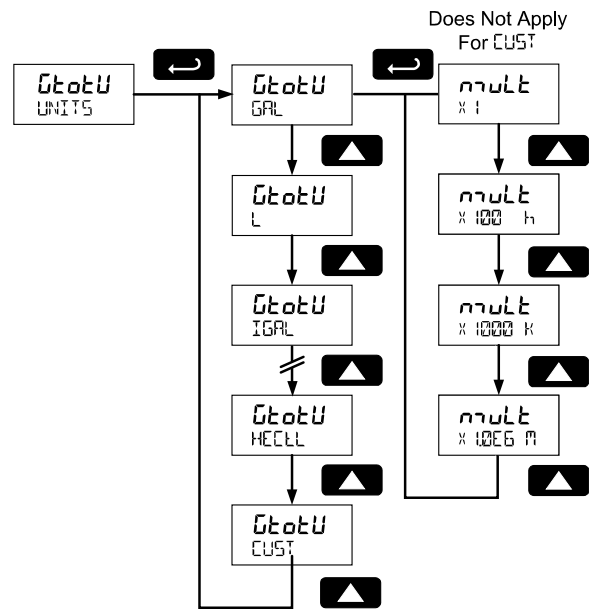 Does Not Apply
For CUST
GtotU
UNITS
GtotU
GAL
GtotU
L
GtotU
IGAL
GtotU
HECtL
GtotU
CUST
mult
x 1
mult
x 100 h
mult
x 1000 K
mult
x 1.0E6 M